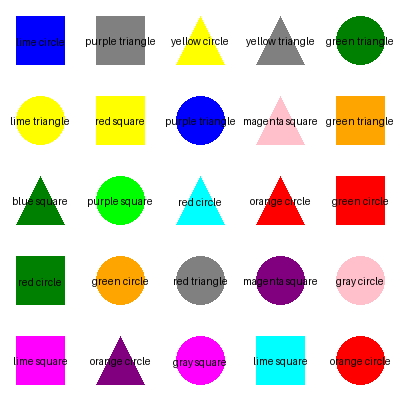 lime circle purple triangle yellow circle yellow triangle green triangle
lime triangle red square purple triangle magenta square green triangle
blue square purple square red circle orange circle green circle
red circle green circle red triangle magenta square gray circle
lime square orange circle gray square lime square orange circle